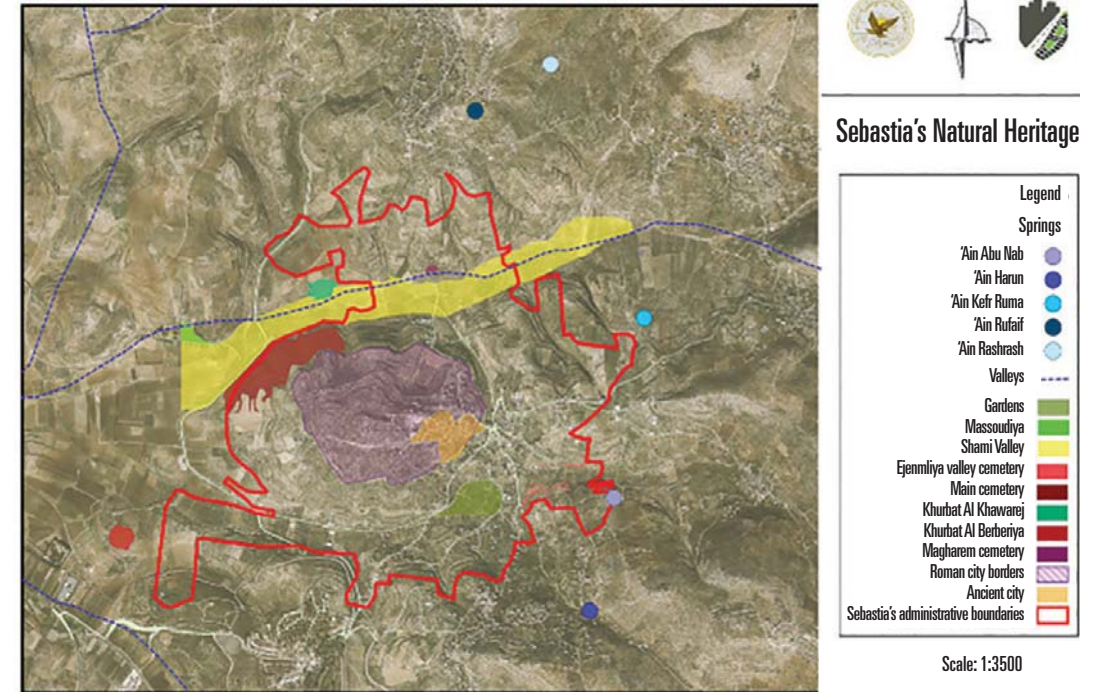 Sebastia's Natural Heritage
Legend
Springs
'Ain Abu Nab
'Ain Harun
'Ain Kefr Ruma
'Ain Rufaif
'Ain Rashrash
Valleys
Gardens
Massoudiya
Shami Valley
Ejenmliya valley cemetery
Main cemetery
Khurbat Al Khawarej
Khurbat Al Berberiya
Magharem cemetery
Roman city borders
Ancient city
Sebastia's administrative boundaries
Scale: 1:3500